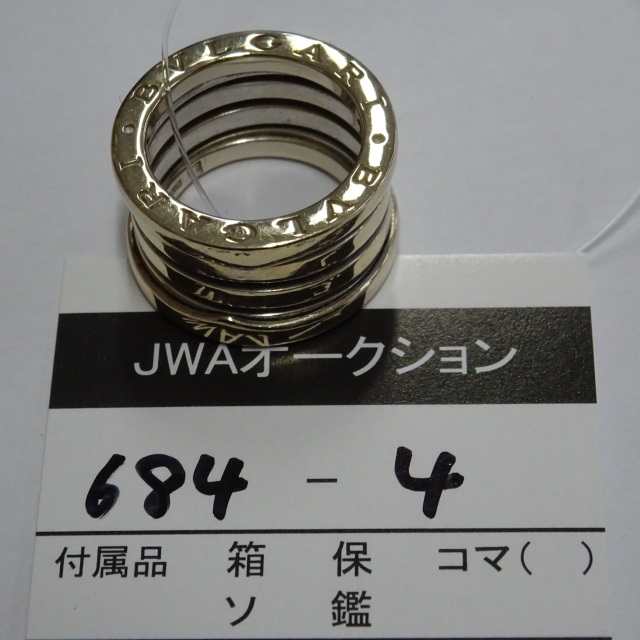 BVLGARI • BVLGARI •
JWAオークション
684 - 4
付属品 箱 保 コマ( )
ソ 鑑